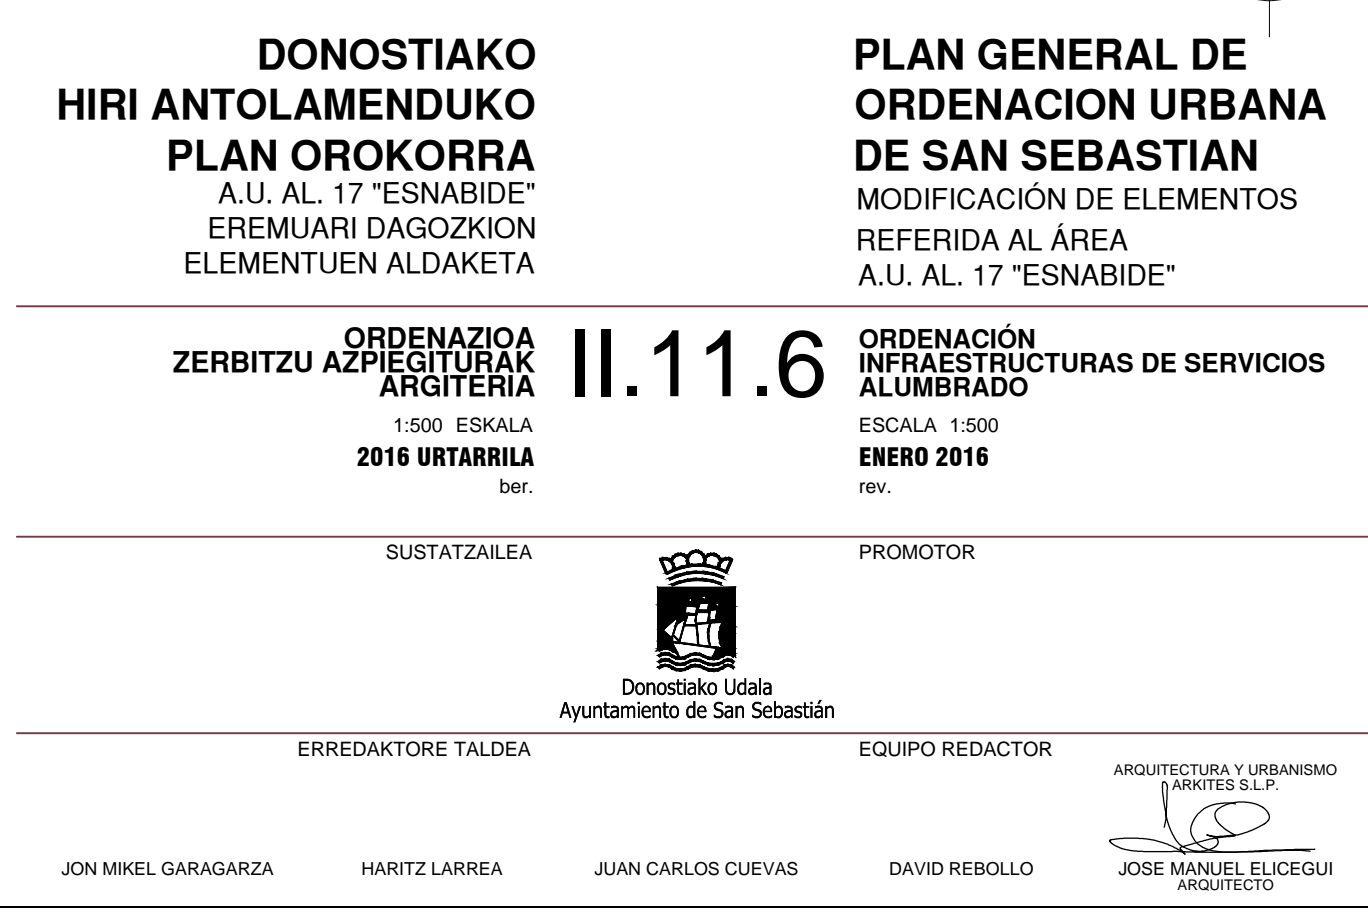 DONOSTIAKO
HIRI ANTOLAMENDUKO
PLAN OROKORRA
A.U. AL. 17 "ESNABIDE"
EREMUARI DAGOZKION
ELEMENTUEN ALDAKETA
PLAN GENERAL DE
ORDENACION URBANA
DE SAN SEBASTIAN
MODIFICACIÓN DE ELEMENTOS
REFERIDA AL ÁREA
A.U. AL. 17 "ESNABIDE"
ORDENAZIOA
ZERBITZU AZPIEGITURAK
ARGITERIA
1:500 ESKALA
2016 URTARRILA
ber.
II.11.6
ORDENACIÓN
INFRAESTRUCTURAS DE SERVICIOS
ALUMBRADO
ESCALA 1:500
ENERO 2016
rev.
SUSTATZAILEA
PROMOTOR
Donostiako Udala
Ayuntamiento de San Sebastián
ERREDAKTORE TALDEA
EQUIPO REDACTOR
ARQUITECTURA Y URBANISMO
ARKITES S.L.P.
JON MIKEL GARAGARZA
HARITZ LARREA
JUAN CARLOS CUEVAS
DAVID REBOLLO
JOSE MANUEL ELICEGUI
ARQUITECTO